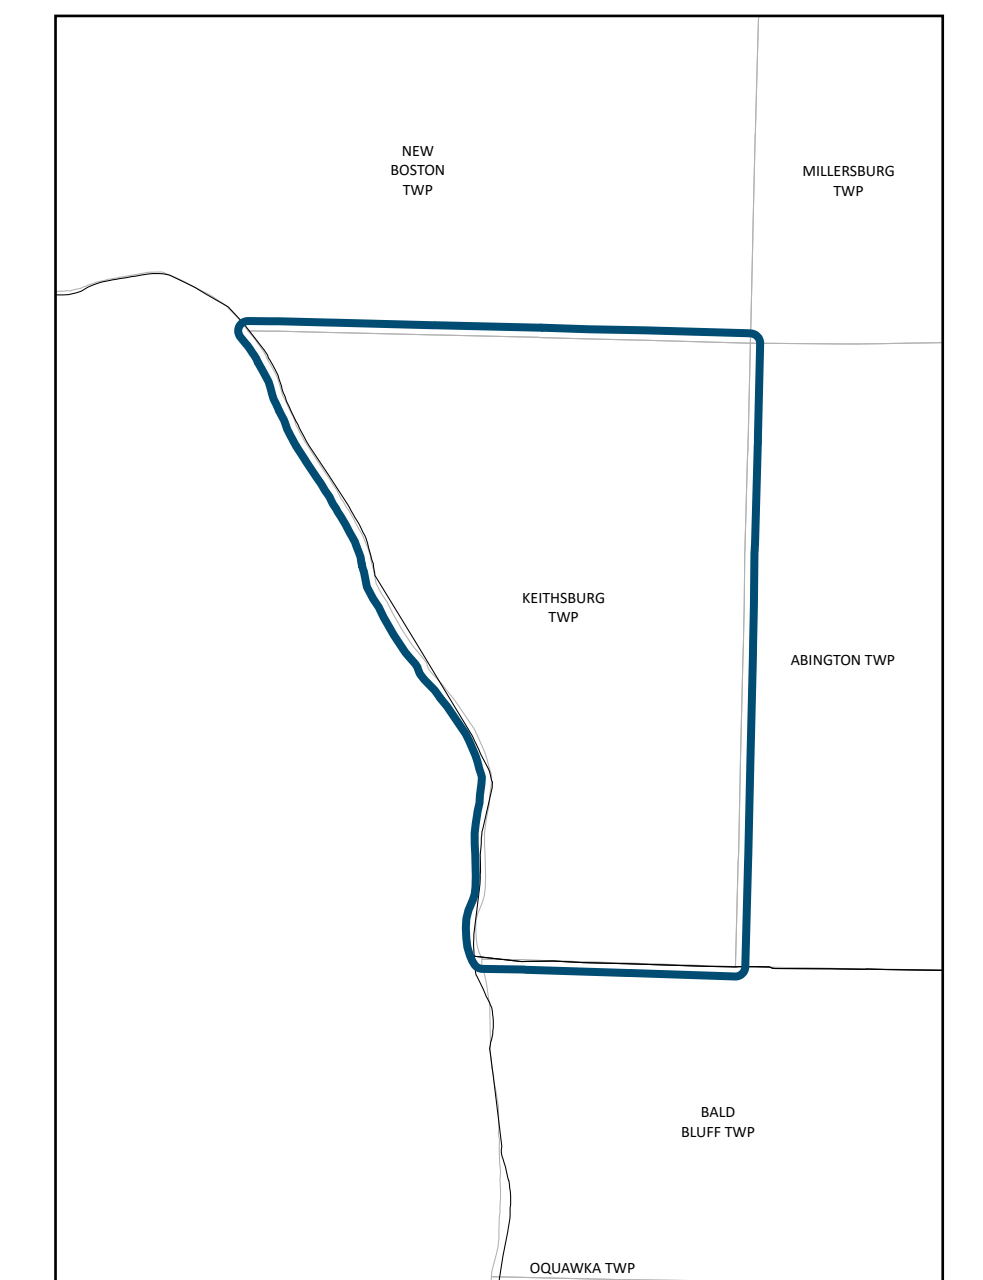 NEW
BOSTON
TWP
MILLERSBURG
TWP
KEITHSBURG
TWP
ABINGTON TWP
BALD
BLUFF TWP
OQUAWKA TWP